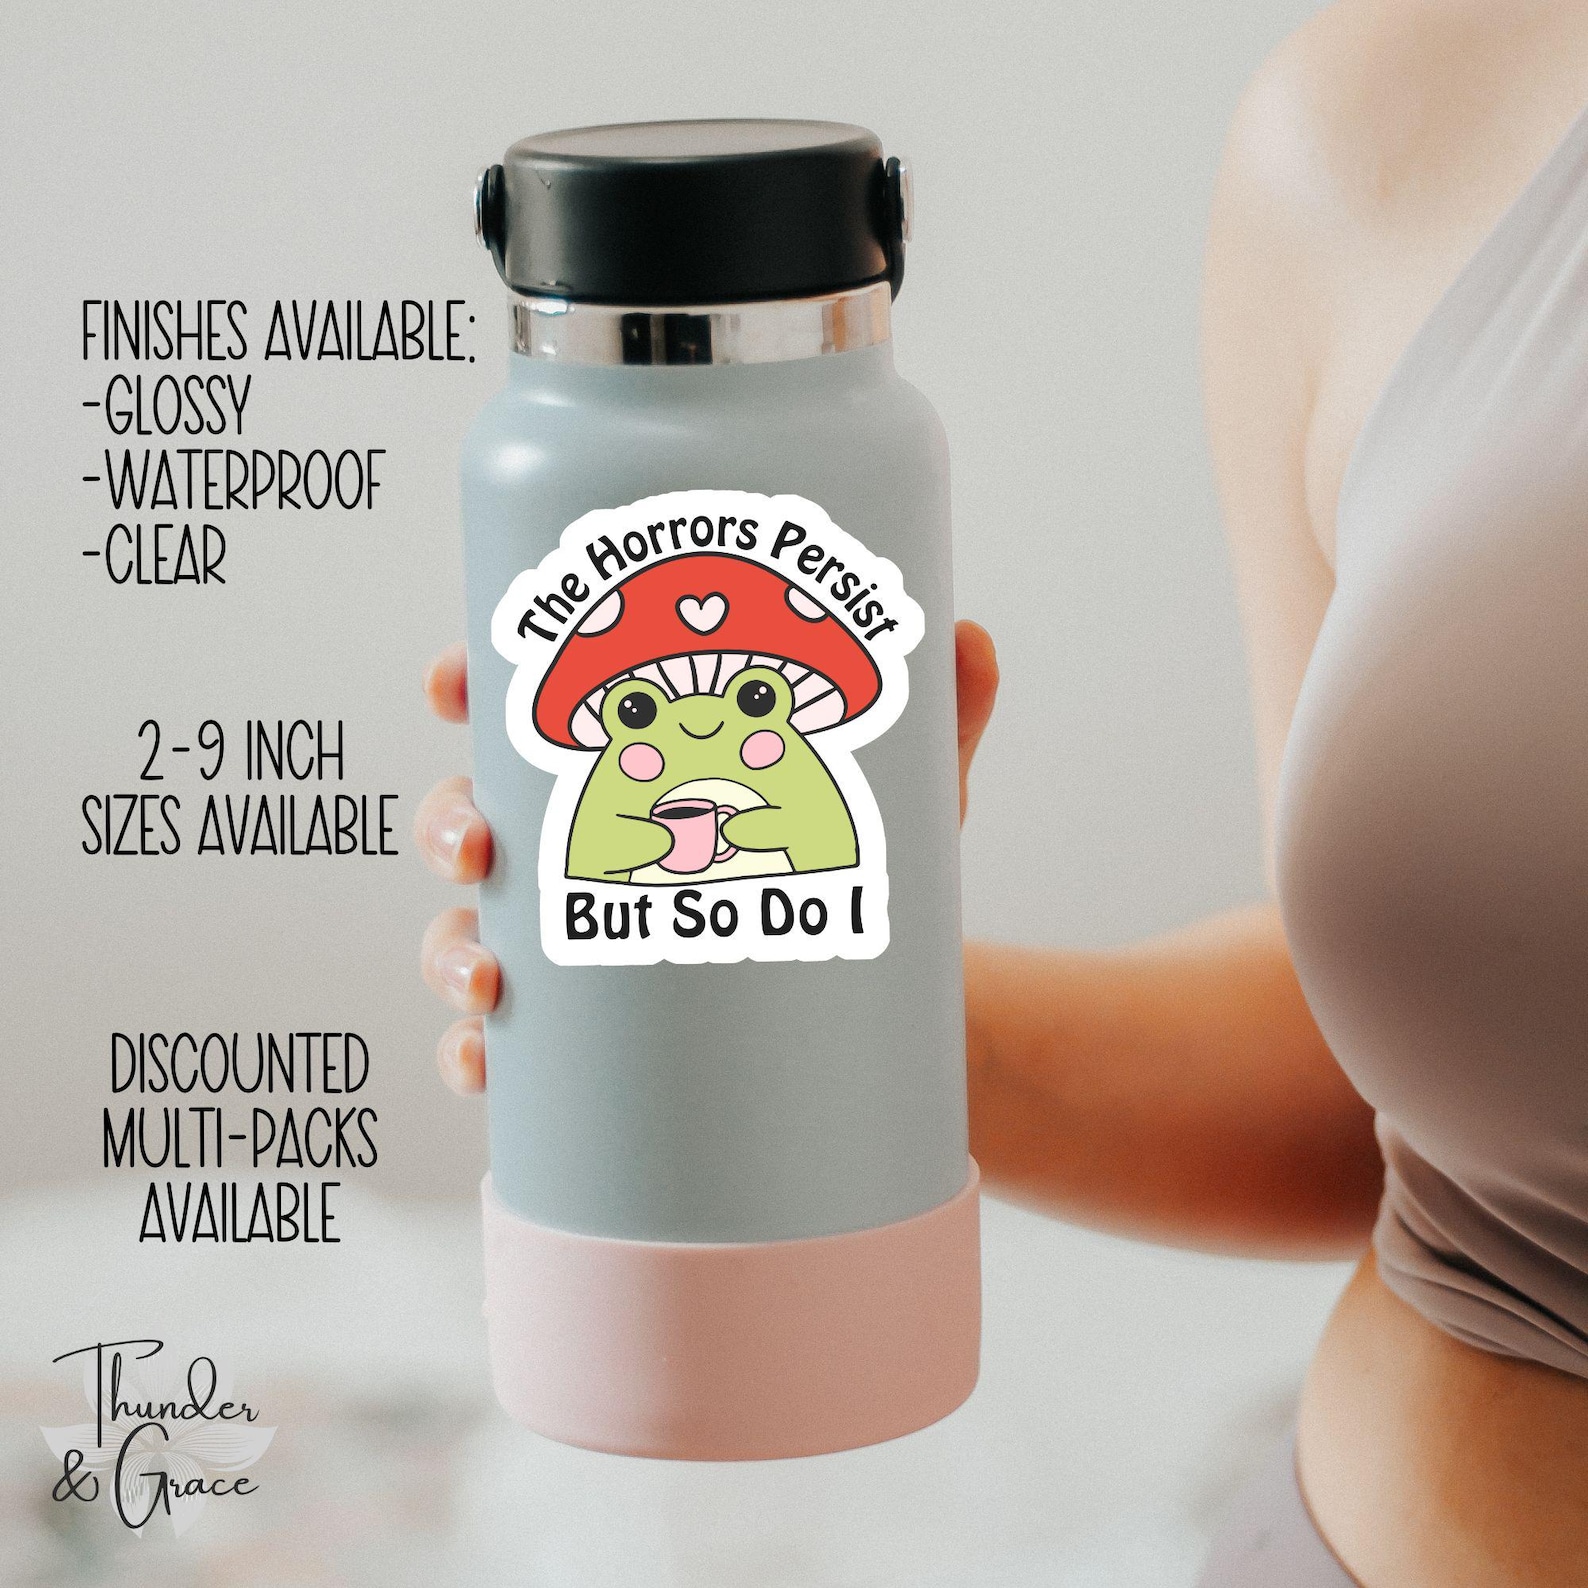 FINISHES AVAILABLE:
-GLOSSY
-WATERPROOF
-CLEAR
2-9 INCH
SIZES AVAILABLE
DISCOUNTED
MULTI-PACKS
AVAILABLE
The Horrors Persist
But So Do I
Thunder
& Grace